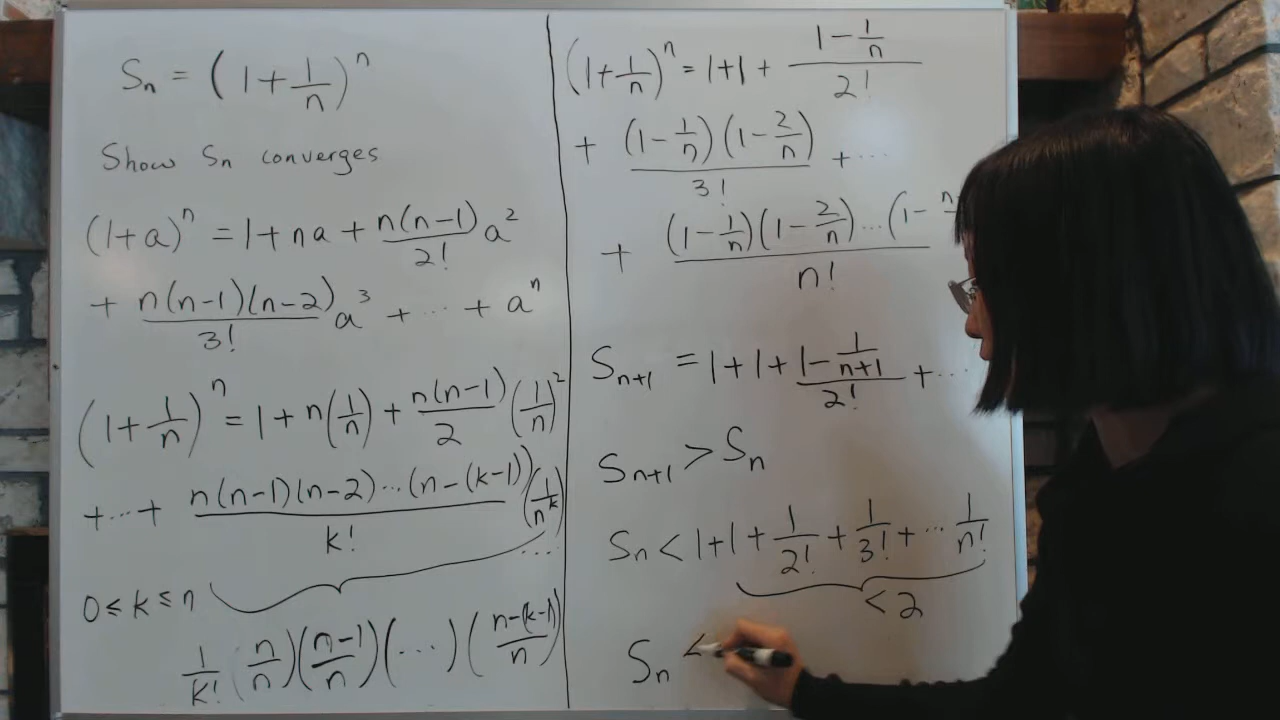 Sn = (1+1/n)^n
Show Sn converges
(1+a)^n = 1+na+ n(n-1)/2! a^2
+ n(n-1)(n-2)/3! a^3 + ... + a^n
(1+1/n)^n = 1+n(1/n)+ n(n-1)/2 (1/n)^2
+...+ n(n-1)(n-2)...(n-(k-1))/k! (1/n^k)
...
0≤k≤n
1/k! (n/n)(n-1/n)(...)(n-(k-1)/n)
(1+1/n)^n = 1+1+ 1-1/n / 2!
+ (1-1/n)(1-2/n)/3! + ...
+ (1-1/n)(1-2/n)...(1- n / n!
Sn+1 = 1+1+ 1-1/n+1 / 2! + ...
Sn+1 > Sn
Sn < 1+1+1/2!+1/3!+...1/n!
<2
Sn <